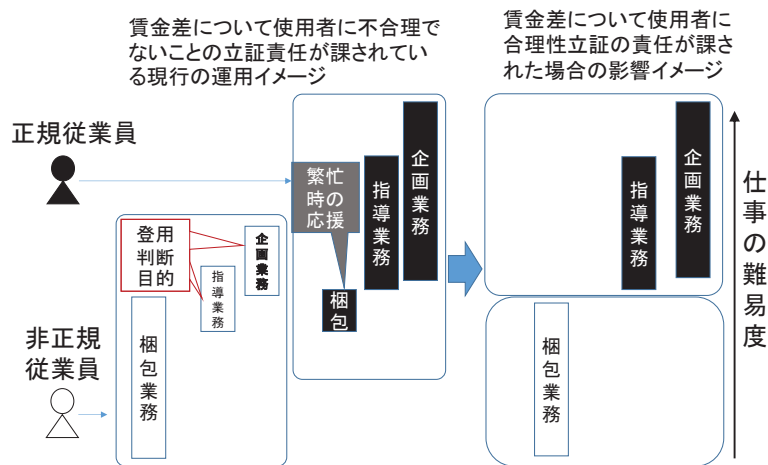 賃金差について使用者に不合理で
ないことの立証責任が課されてい
る現行の運用イメージ
賃金差について使用者に
合理性立証の責任が課さ
れた場合の影響イメージ
正規従業員
繁忙
時の
応援
指導業務
企画業務
梱包
登用
判断
目的
企画業務
指導業務
梱包業務
非正規
従業員
指導業務
企画業務
梱包業務
仕事の難易度